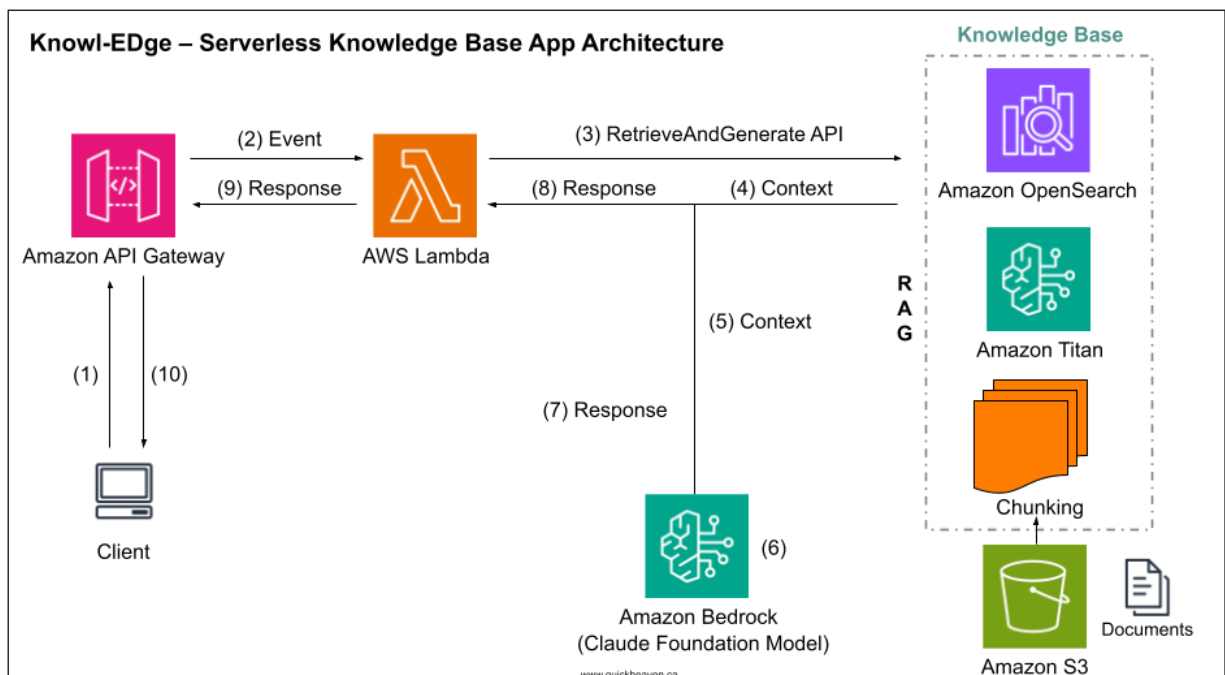 Knowl-EDge – Serverless Knowledge Base App Architecture
Knowledge Base
(2) Event
(3) RetrieveAndGenerate API
(9) Response
(8) Response
(4) Context
Amazon OpenSearch
Amazon API Gateway
AWS Lambda
R
A
G
(5) Context
Amazon Titan
(1)
(10)
(7) Response
Chunking
Client
(6)
Amazon Bedrock
(Claude Foundation Model)
Documents
Amazon S3